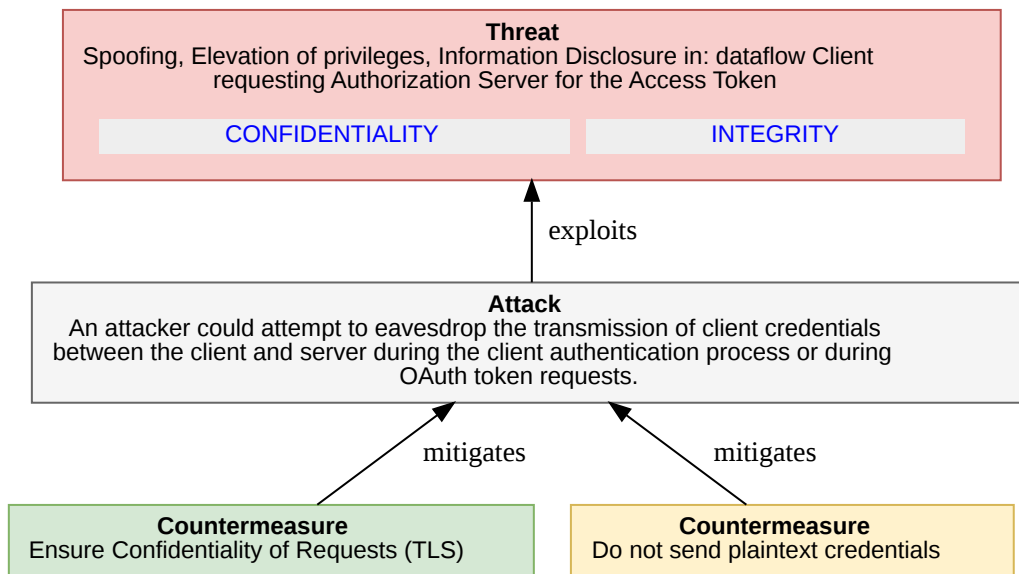 Threat
Spoofing, Elevation of privileges, Information Disclosure in: dataflow Client
requesting Authorization Server for the Access Token
CONFIDENTIALITY
INTEGRITY
exploits
Attack
An attacker could attempt to eavesdrop the transmission of client credentials
between the client and server during the client authentication process or during
OAuth token requests.
mitigates
mitigates
Countermeasure
Ensure Confidentiality of Requests (TLS)
Countermeasure
Do not send plaintext credentials